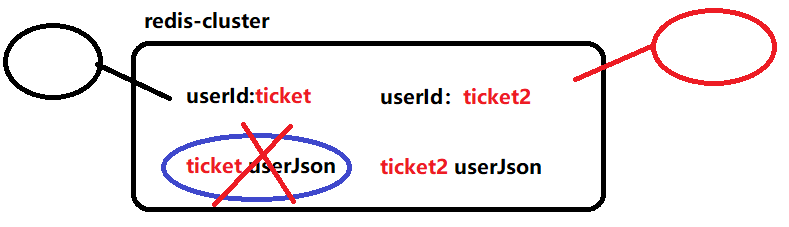 redis-cluster
userId:ticket userId: ticket2
ticket userJson ticket2 userJson